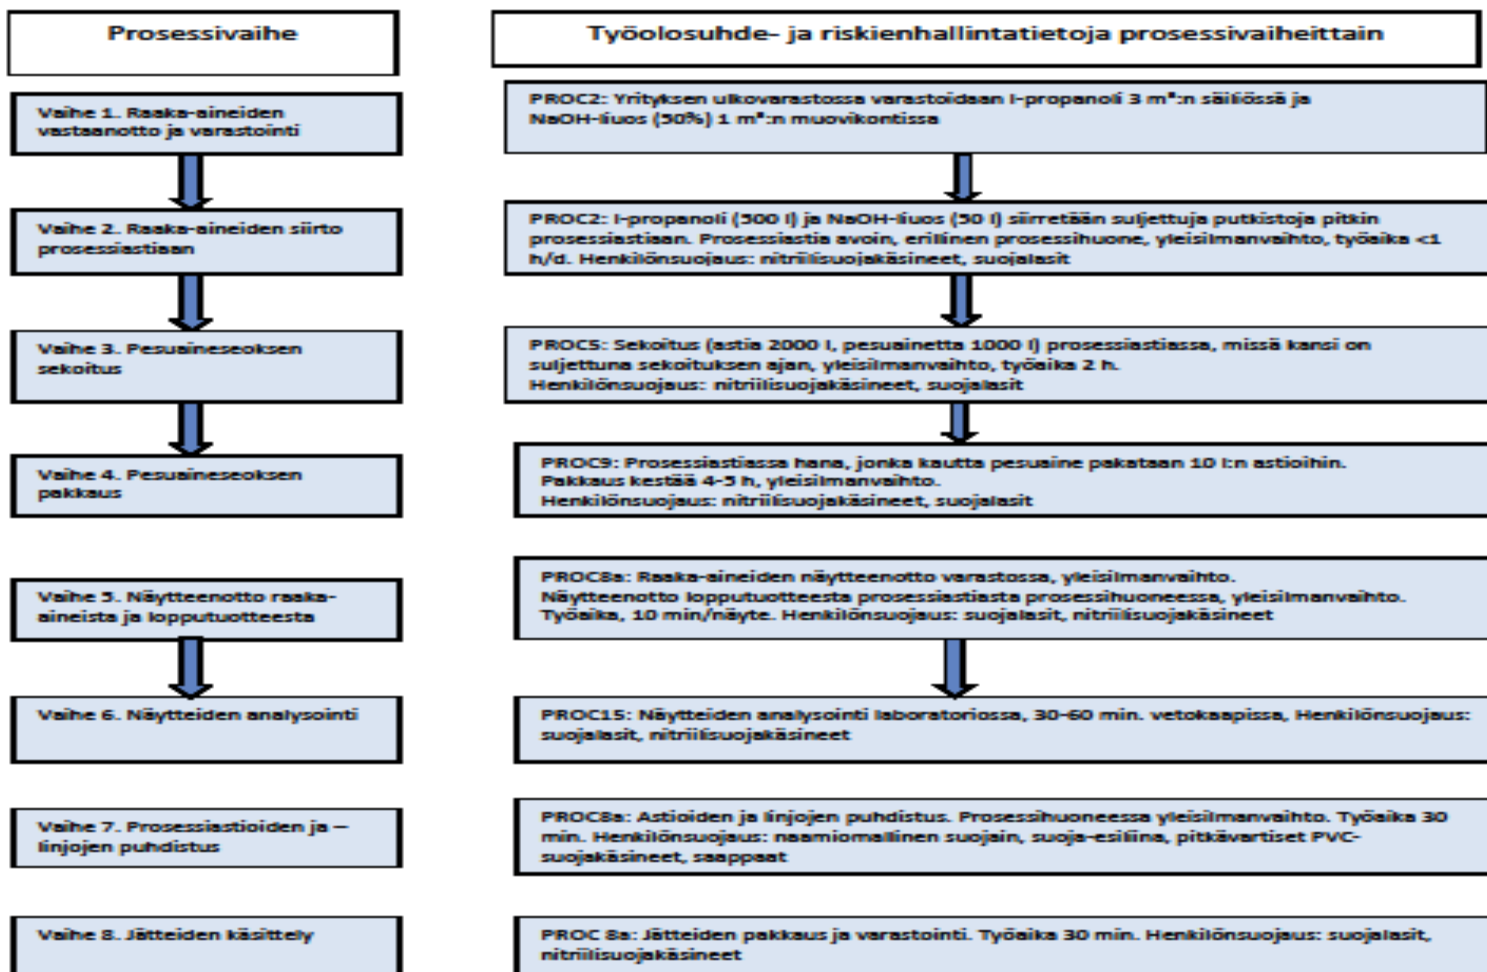 Prosessivaihe
Työolosuhde- ja riskienhallintatietoja prosessivaiheittain
Vaihe 1. Raaka-aineiden
vastaanotto ja varastointi
PROC2: Yrityksen ulkovarastossa varastoidaan I-propanoli 3 m³:n säiliössä ja
NaOH-liuos (50%) 1 m³:n muovikontissa
Vaihe 2. Raaka-aineiden siirto
prosessiastiaan
PROC2: I-propanoli (500 l) ja NaOH-liuos (50 l) siirretään suljettuja putkistoja pitkin
prosessiastiaan. Prosessiastia avoin, erillinen prosessihuone, yleisilmanvaihto, työaika <1
h/d. Henkilönsuojaus: nitriilisuojakäsineet, suojalasit
Vaihe 3. Pesuaineseoksen
sekoitus
PROC5: Sekoitus (astia 2000 l, pesuainetta 1000 l) prosessiastiassa, missä kansi on
suljettuna sekoituksen ajan, yleisilmanvaihto, työaika 2 h.
Henkilönsuojaus: nitriilisuojakäsineet, suojalasit
Vaihe 4. Pesuaineseoksen
pakkaus
PROC9: Prosessiastiassa hana, jonka kautta pesuaine pakataan 10 l:n astioihin.
Pakkaus kestää 4-5 h, yleisilmanvaihto.
Henkilönsuojaus: nitriilisuojakäsineet, suojalasit
Vaihe 5. Näytteenotto raaka-
aineista ja lopputuotteesta
PROC8a: Raaka-aineiden näytteenotto varastossa, yleisilmanvaihto.
Näytteenotto lopputuotteesta prosessiastiasta prosessihuoneessa, yleisilmanvaihto.
Työaika, 10 min/näyte. Henkilönsuojaus: suojalasit, nitriilisuojakäsineet
Vaihe 6. Näytteiden analysointi
PROC15: Näytteiden analysointi laboratoriossa, 30-60 min. vetokaapissa, Henkilönsuojaus:
suojalasit, nitriilisuojakäsineet
Vaihe 7. Prosessiastioiden ja –
linjojen puhdistus
PROC8a: Astioiden ja linjojen puhdistus. Prosessihuoneessa yleisilmanvaihto. Työaika 30
min. Henkilönsuojaus: naamiomallinen suojain, suoja-esiliina, pitkävartiset PVC-
suojakäsineet, saappaat
Vaihe 8. Jätteiden käsittely
PROC 8a: Jätteiden pakkaus ja varastointi. Työaika 30 min. Henkilönsuojaus: suojalasit,
nitriilisuojakäsineet